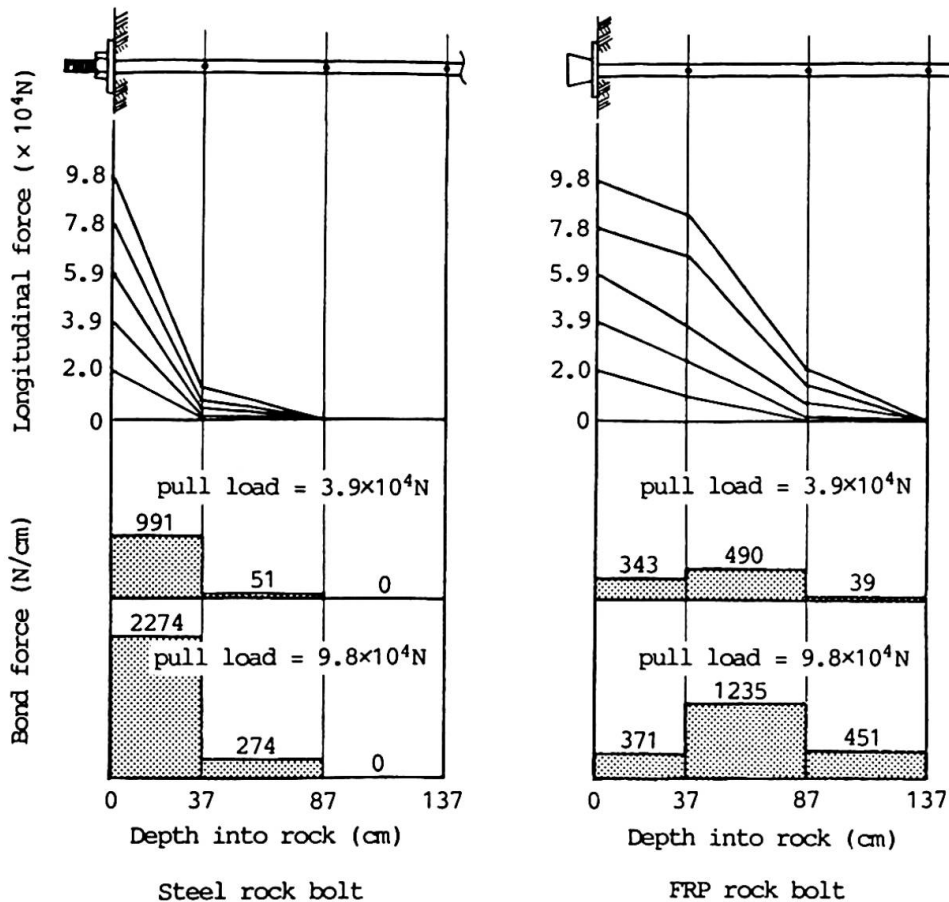 Longitudinal force (×10⁴N)
9.8
7.8
5.9
3.9
2.0
0
9.8
7.8
5.9
3.9
2.0
0
Bond force (N/cm)
pull load = 3.9×10⁴N
991
51
0
pull load = 3.9×10⁴N
343
490
39
2274
pull load = 9.8×10⁴N
274
0
pull load = 9.8×10⁴N
371
1235
451
0 37 87 137
Depth into rock (cm)
Steel rock bolt
0 37 87 137
Depth into rock (cm)
FRP rock bolt